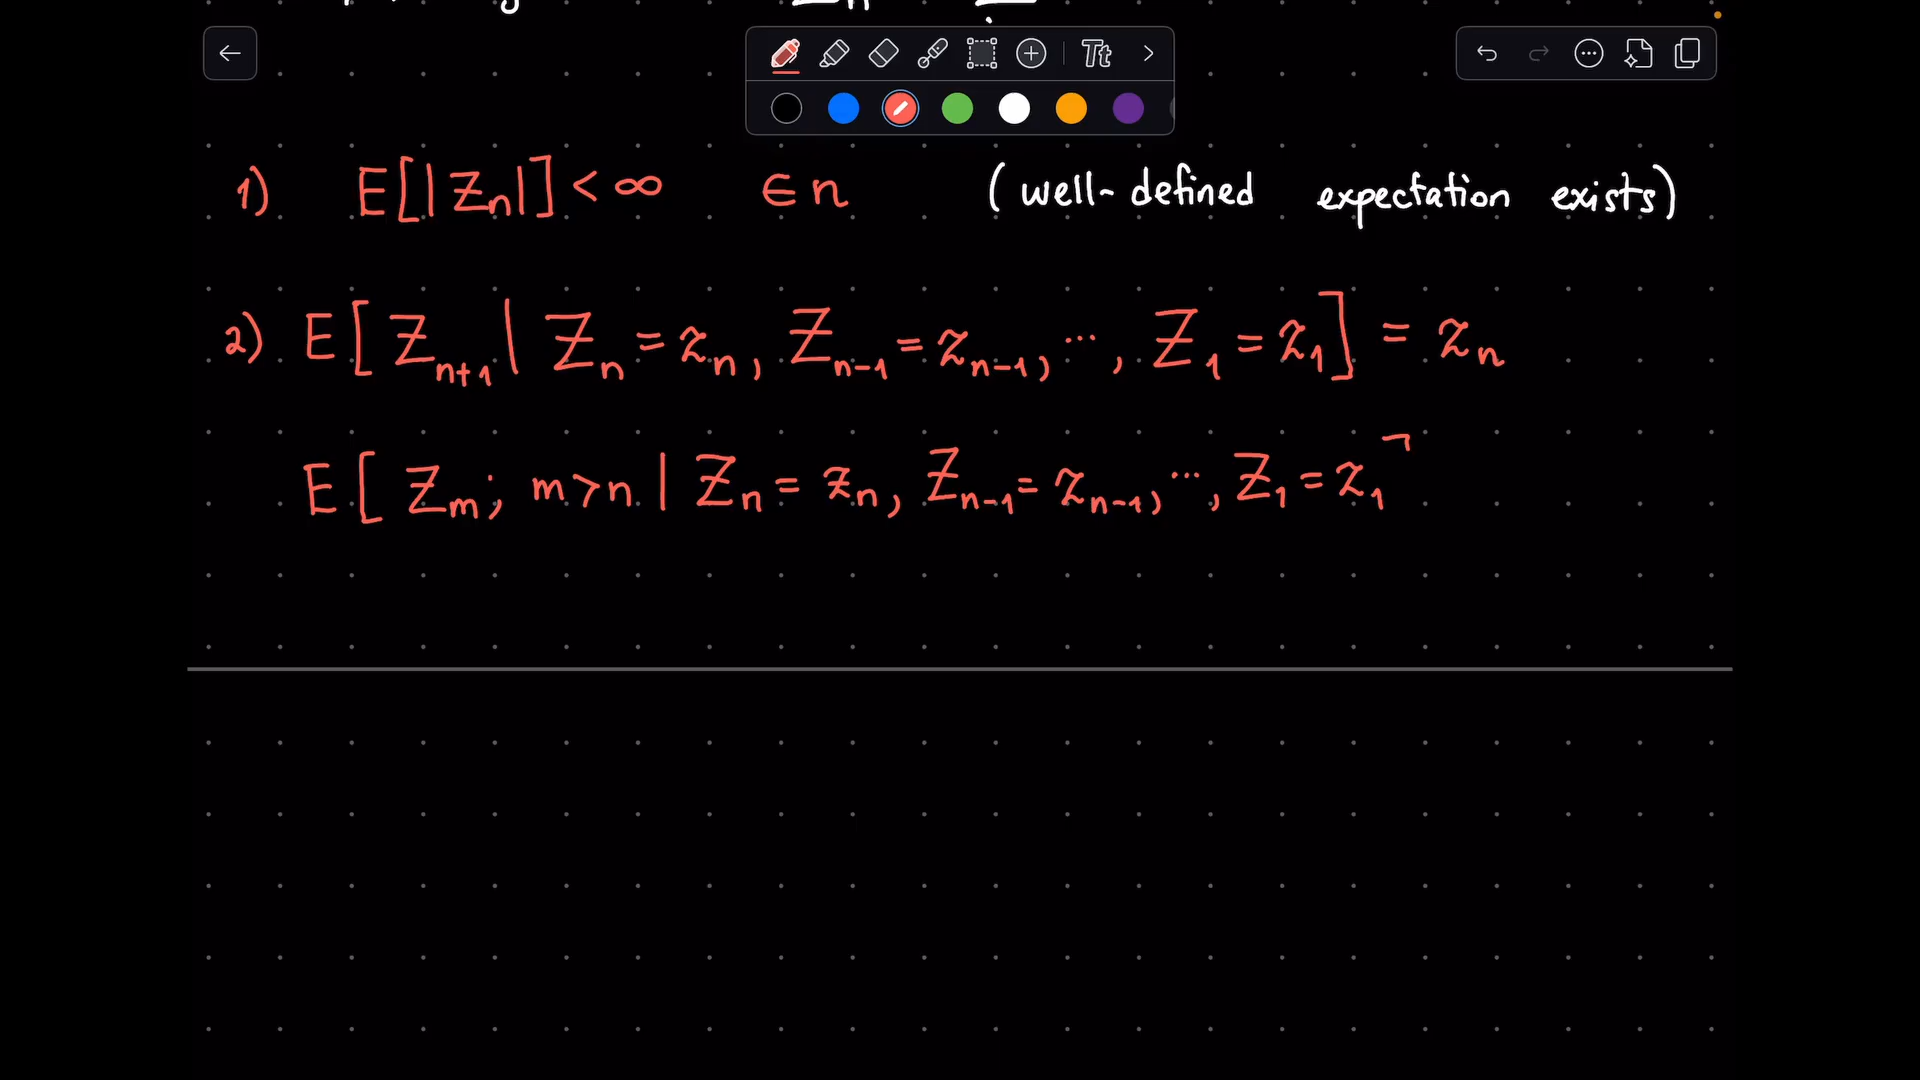 Tt
1) E[|Zn|] < ∞ ∈ n (well-defined expectation exists)
2) E[Zn+1 | Zn = zn, Zn-1 = zn-1, ..., Z1 = z1] = zn
E[Zm; m > n | Zn = zn, Zn-1 = zn-1, ..., Z1 = z1